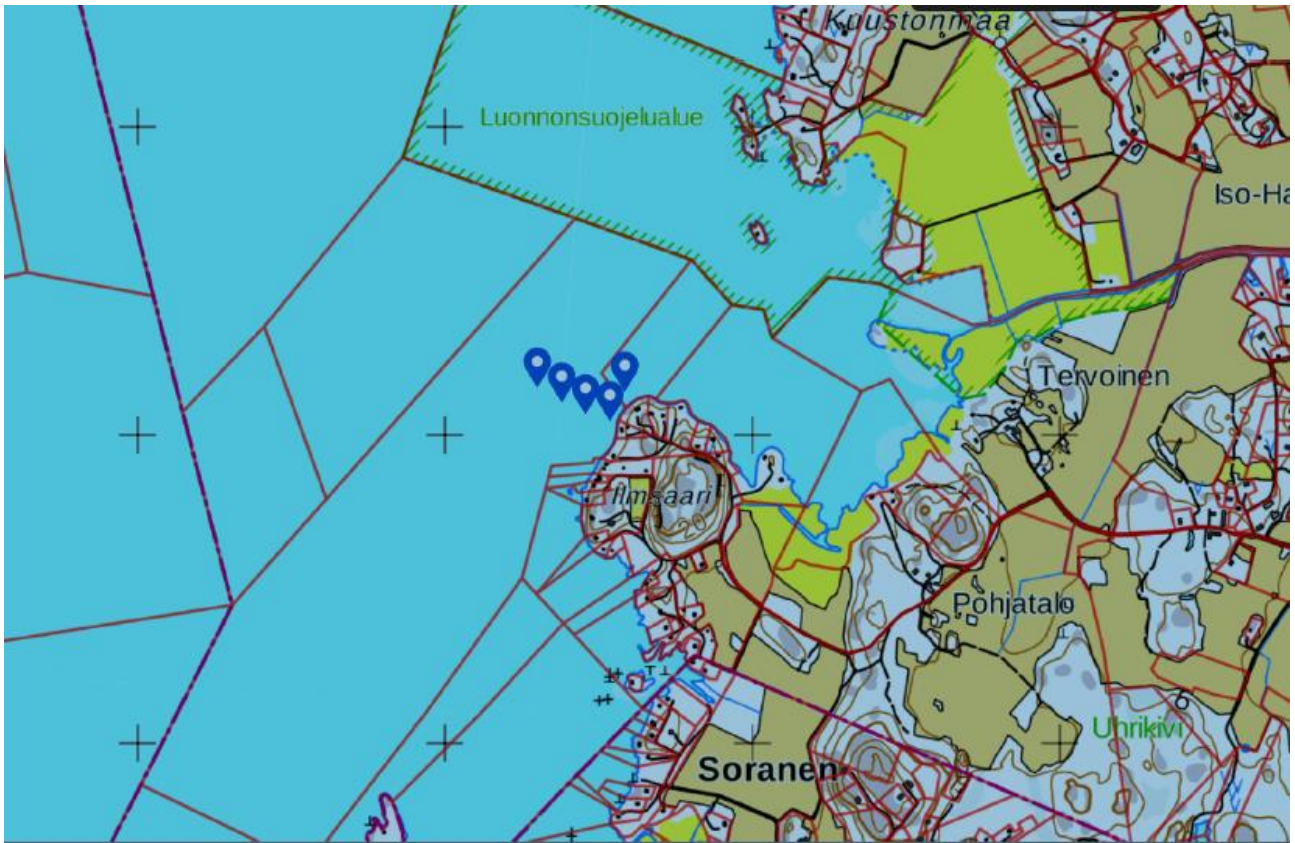 Kuustonmaa
Luonnonsuojelualue
Iso-Ha
Tervoinen
Ilmsaari
Pohjatalo
Uhrikivi
Soranen